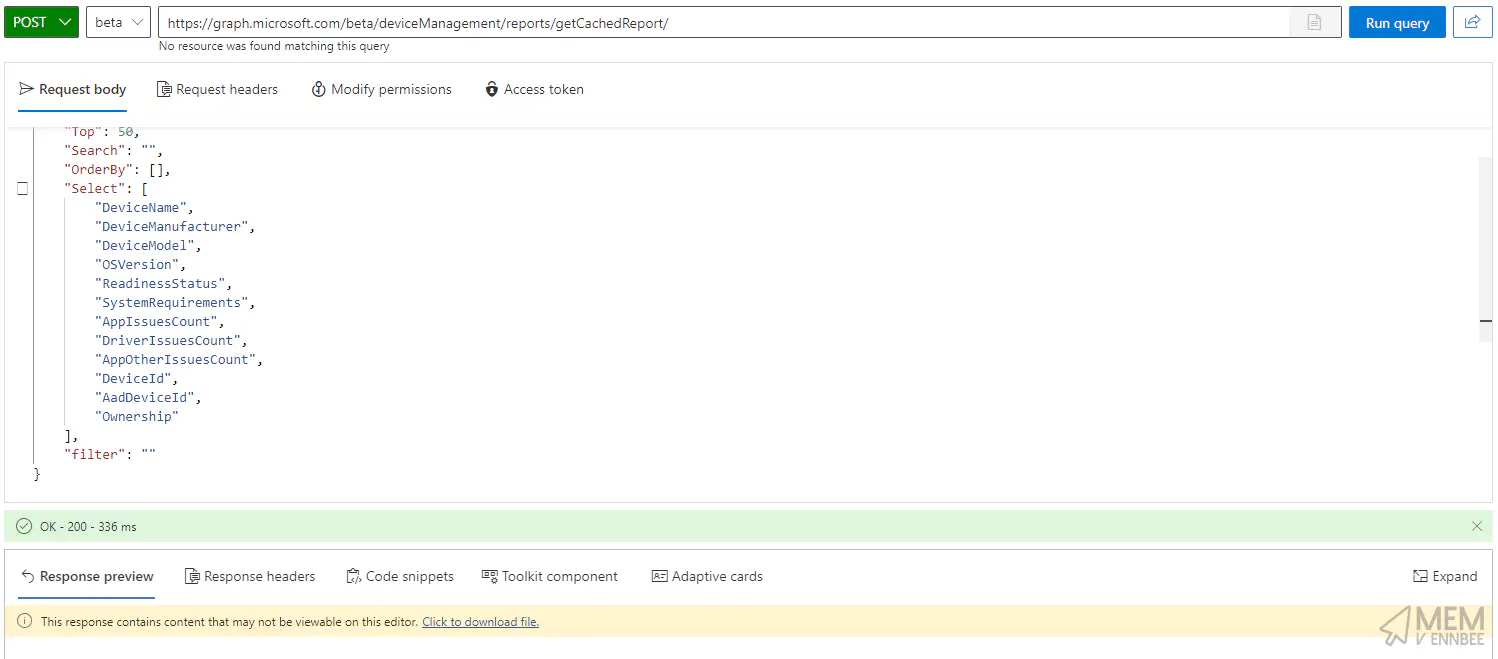 POST beta https://graph.microsoft.com/beta/deviceManagement/reports/getCachedReport/ Run query
No resource was found matching this query
Request body Request headers Modify permissions Access token
"Top": 50,
"Search": "",
"OrderBy": [],
"Select": [
"DeviceName",
"DeviceManufacturer",
"DeviceModel",
"OSVersion",
"ReadinessStatus",
"SystemRequirements",
"AppIssuesCount",
"DriverIssuesCount",
"AppOtherIssuesCount",
"DeviceId",
"AadDeviceId",
"Ownership"
],
"filter": ""
}
OK - 200 - 336 ms
Response preview Response headers Code snippets Toolkit component Adaptive cards Expand
This response contains content that may not be viewable on this editor. Click to download file.
MEM
V ENNBEE